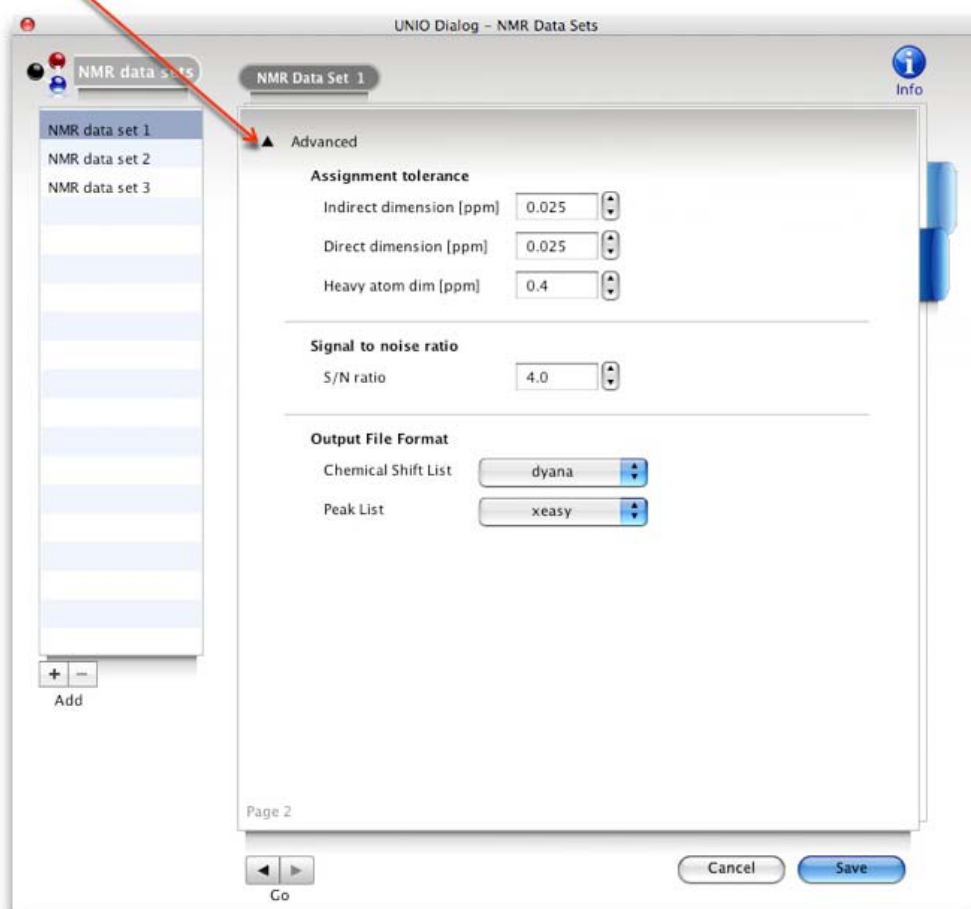 UNIO Dialog - NMR Data Sets
NMR data sets
NMR Data Set 1
Info
NMR data set 1
NMR data set 2
NMR data set 3
Advanced
Assignment tolerance
Indirect dimension [ppm] 0.025
Direct dimension [ppm] 0.025
Heavy atom dim [ppm] 0.4
Signal to noise ratio
S/N ratio 4.0
Output File Format
Chemical Shift List dyana
Peak List xeasy
+ -
Add
Page 2
Go
Cancel Save